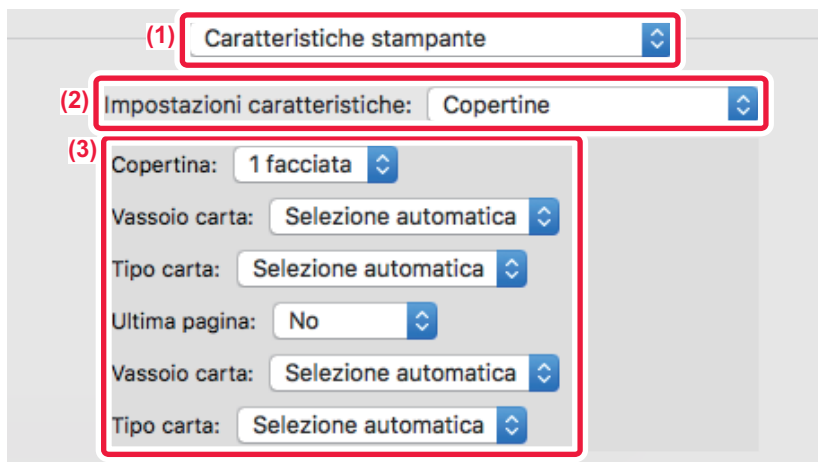 (1) Caratteristiche stampante
(2) Impostazioni caratteristiche: Copertine
(3)
Copertina: 1 facciata
Vassoio carta: Selezione automatica
Tipo carta: Selezione automatica
Ultima pagina: No
Vassoio carta: Selezione automatica
Tipo carta: Selezione automatica